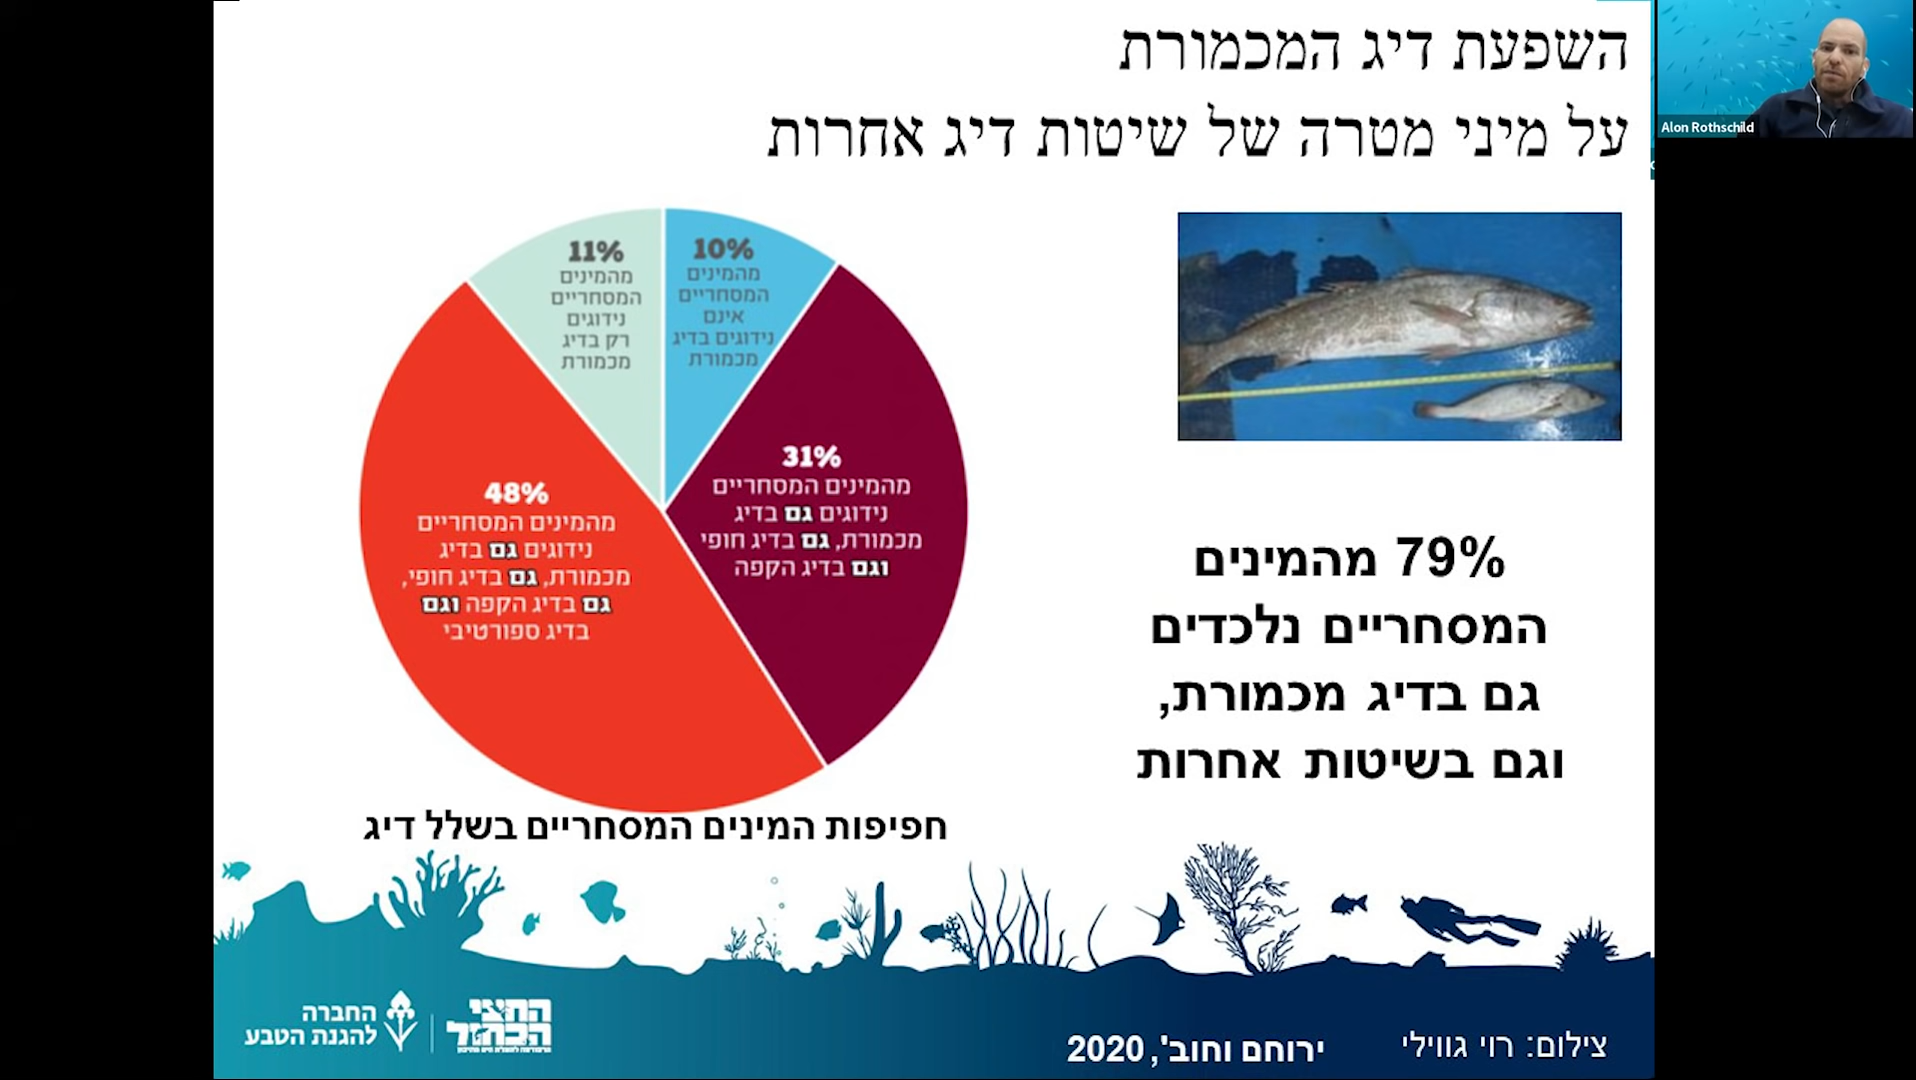 השפעת דיג המכמורת
על מיני מטרה של שיטות דיג אחרות
Alon Rothschild
10%
מהמינים
המסחריים
אינם
נידוגים בדיג
מכמורת
11%
מהמינים
המסחריים
נידוגים
רק בדיג
מכמורת
31%
מהמינים המסחריים
נידוגים גם בדיג
מכמורת, גם בדיג חופי
וגם בדיג הקפה
48%
מהמינים המסחריים
נידוגים גם בדיג
מכמורת, גם בדיג חופי,
גם בדיג הקפה וגם
בדיג ספורטיבי
79% מהמינים
המסחריים נלכדים
גם בדיג מכמורת,
וגם בשיטות אחרות
חפיפות המינים המסחריים בשלל דיג
צילום: רוי גווילי
ירוחם וחוב', 2020
החצי
הכחול
החברה
להגנת הטבע